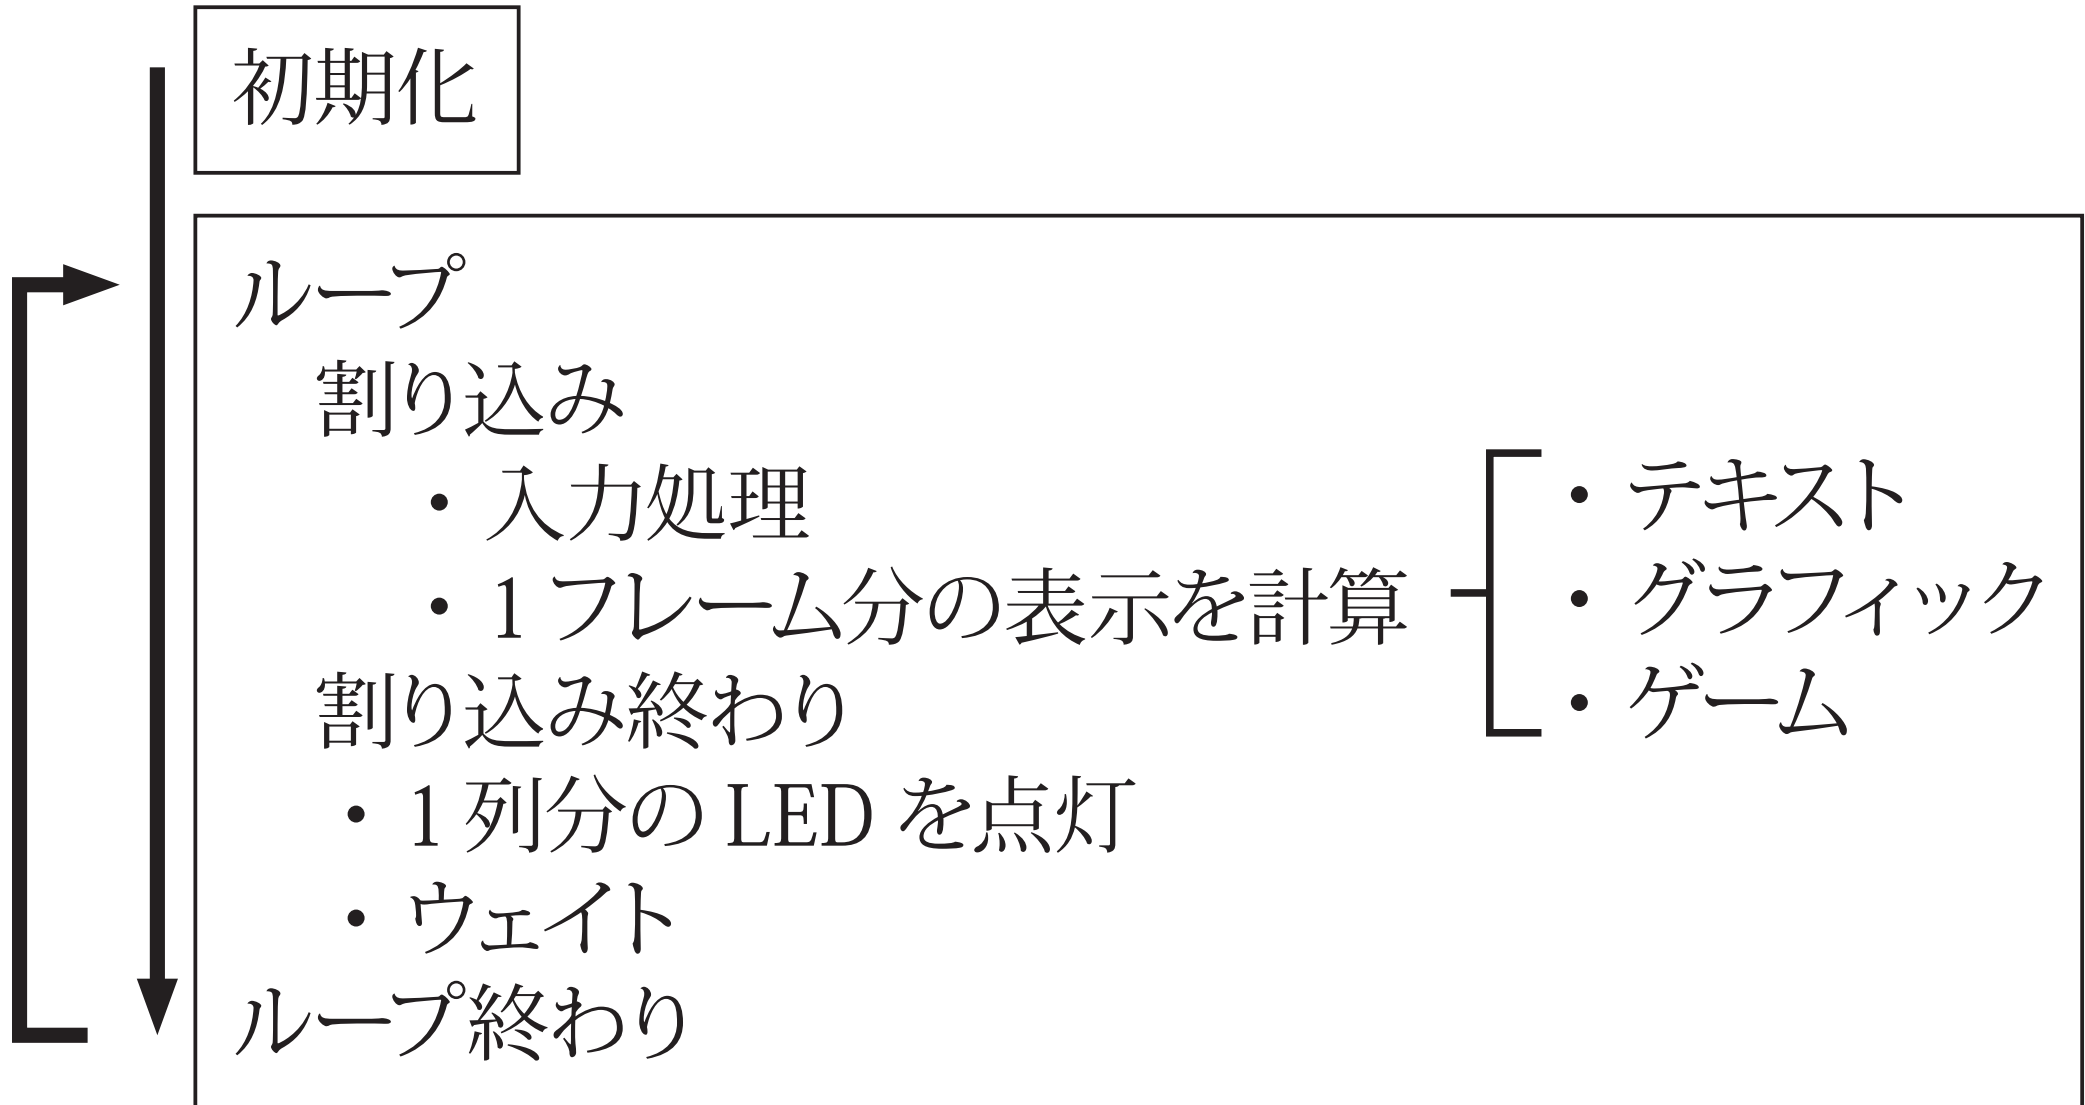 初期化
ループ
割り込み
・入力処理
・1フレーム分の表示を計算
・テキスト
・グラフィック
・ゲーム
割り込み終わり
・1列分の LED を点灯
・ウェイト
ループ終わり